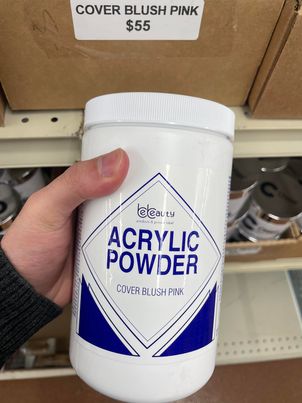 COVER BLUSH PINK
$55
beauty
ACRYLIC
POWDER
COVER BLUSH PINK